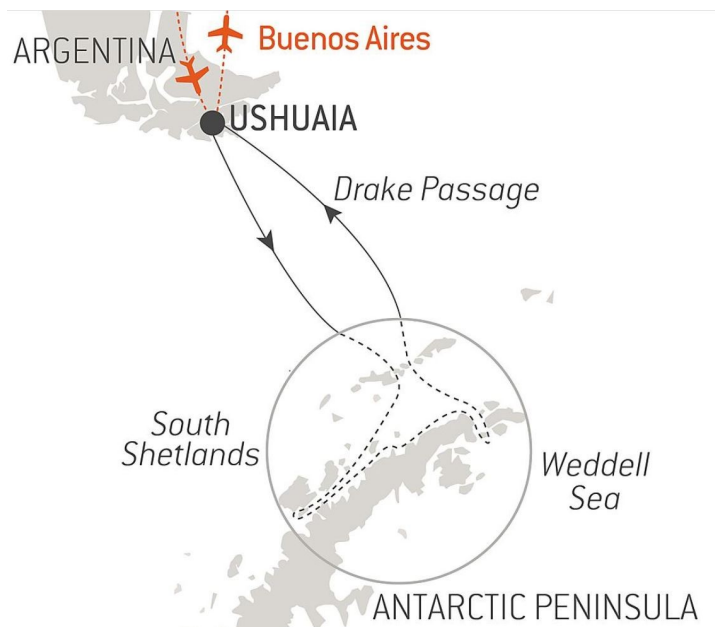 ARGENTINA
Buenos Aires
USHUAIA
Drake Passage
South
Shetlands
Weddell
Sea
ANTARCTIC PENINSULA